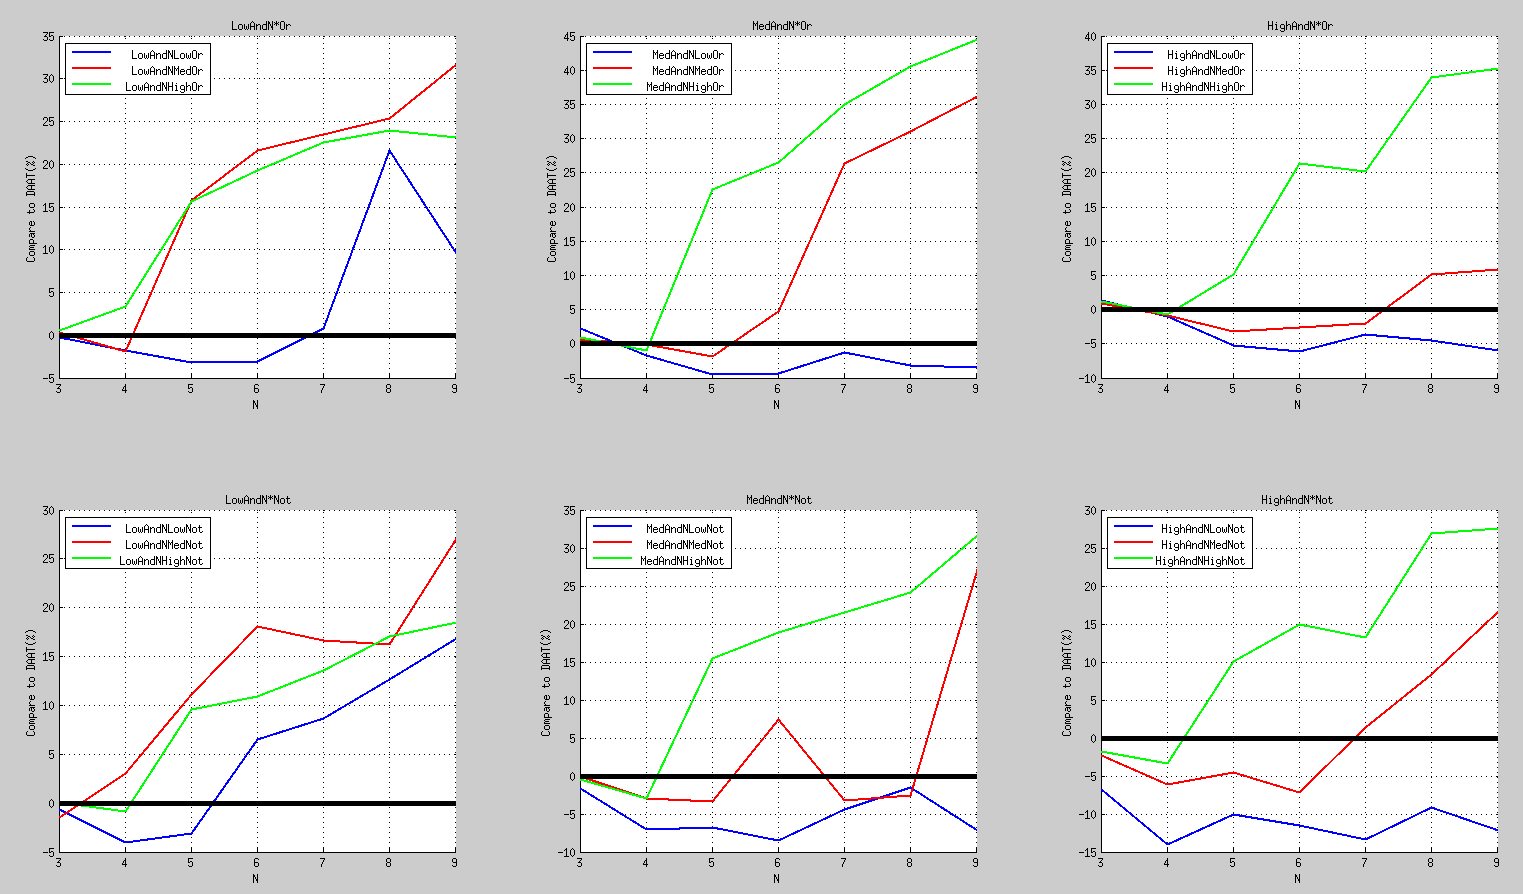 LowAndN*Or
35
30
25
20
15
10
5
0
-5
Compare to DAAT(%)
LowAndNLowOr
LowAndNMedOr
LowAndNHighOr
3 4 5 6 7 8 9
N
MedAndN*Or
45
40
35
30
25
20
15
10
5
0
-5
Compare to DAAT(%)
MedAndNLowOr
MedAndNMedOr
MedAndNHighOr
3 4 5 6 7 8 9
N
HighAndN*Or
40
35
30
25
20
15
10
5
0
-5
-10
Compare to DAAT(%)
HighAndNLowOr
HighAndNMedOr
HighAndNHighOr
3 4 5 6 7 8 9
N
LowAndN*Not
30
25
20
15
10
5
0
-5
Compare to DAAT(%)
LowAndNLowNot
LowAndNMedNot
LowAndNHighNot
3 4 5 6 7 8 9
N
MedAndN*Not
35
30
25
20
15
10
5
0
-5
-10
Compare to DAAT(%)
MedAndNLowNot
MedAndNMedNot
MedAndNHighNot
3 4 5 6 7 8 9
N
HighAndN*Not
30
25
20
15
10
5
0
-5
-10
-15
Compare to DAAT(%)
HighAndNLowNot
HighAndNMedNot
HighAndNHighNot
3 4 5 6 7 8 9
N